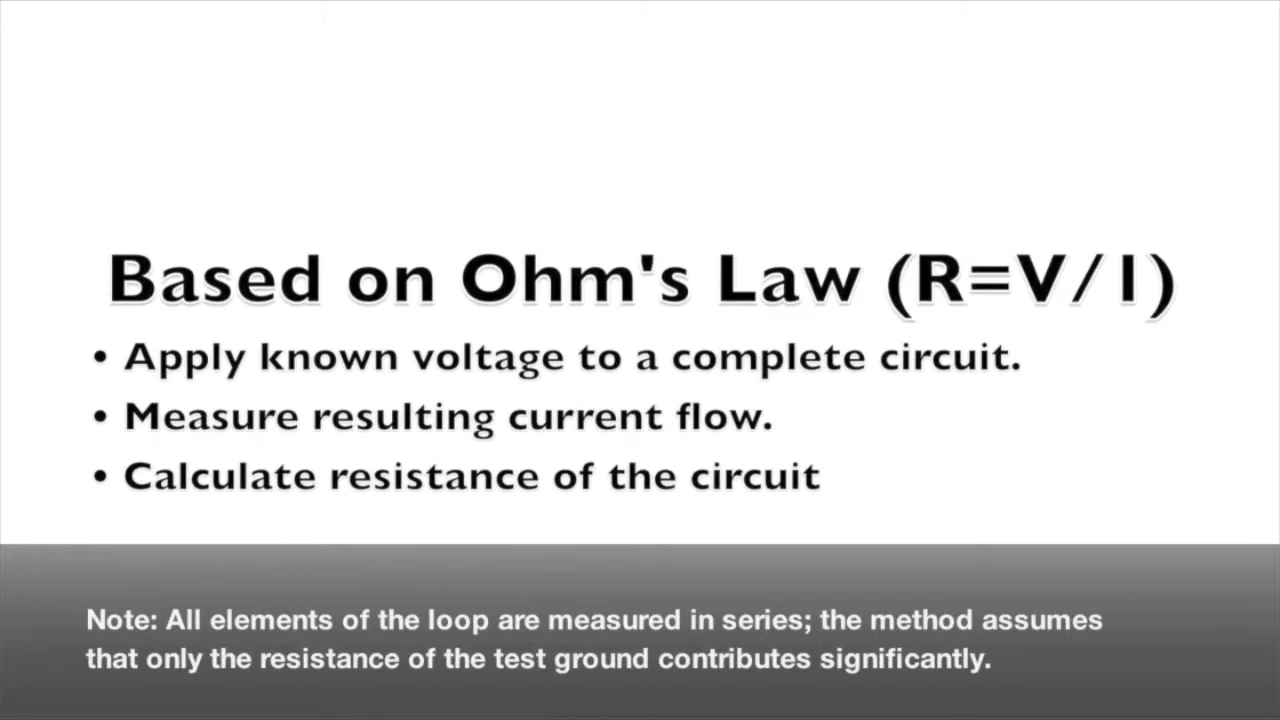 Based on Ohm's Law (R=V/I)
• Apply known voltage to a complete circuit.
• Measure resulting current flow.
• Calculate resistance of the circuit
Note: All elements of the loop are measured in series; the method assumes
that only the resistance of the test ground contributes significantly.